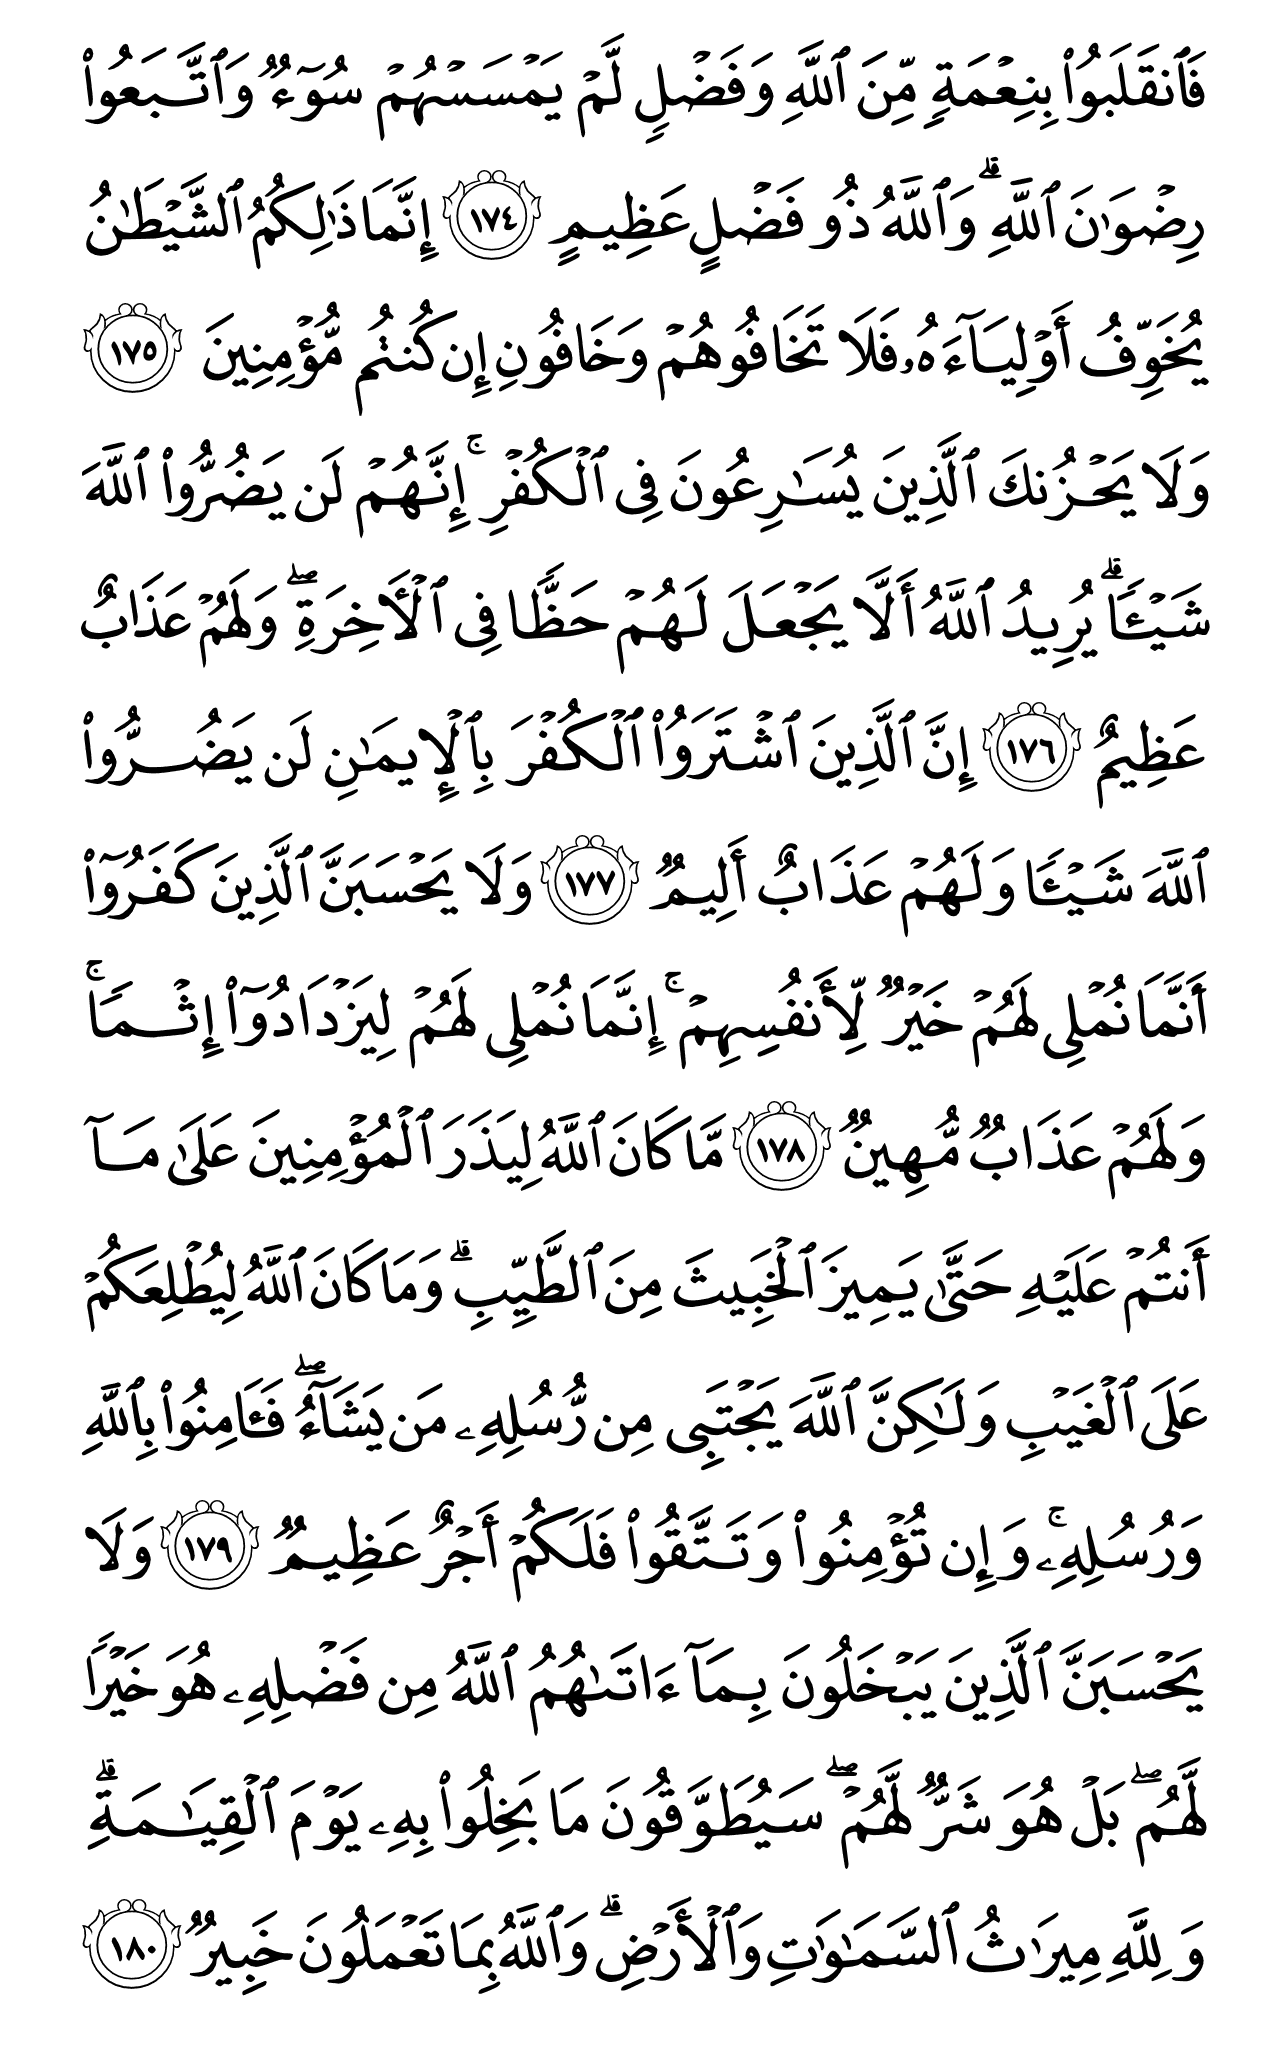 فَٱنقَلَبُوا۟ بِنِعْمَةٍ مِّنَ ٱللَّهِ وَفَضْلٍ لَّمْ يَمْسَسْهُمْ سُوٓءٌ وَٱتَّبَعُوا۟
رِضْوَٰنَ ٱللَّهِ ۗ وَٱللَّهُ ذُو فَضْلٍ عَظِيمٍ ١٧٤ إِنَّمَا ذَٰلِكُمُ ٱلشَّيْطَٰنُ
يُخَوِّفُ أَوْلِيَآءَهُۥ فَلَا تَخَافُوهُمْ وَخَافُونِ إِن كُنتُم مُّؤْمِنِينَ ١٧٥
وَلَا يَحْزُنكَ ٱلَّذِينَ يُسَٰرِعُونَ فِى ٱلْكُفْرِ ۚ إِنَّهُمْ لَن يَضُرُّوا۟ ٱللَّهَ
شَيْـًٔا ۗ يُرِيدُ ٱللَّهُ أَلَّا يَجْعَلَ لَهُمْ حَظًّا فِى ٱلْـَٔاخِرَةِ ۖ وَلَهُمْ عَذَابٌ
عَظِيمٌ ١٧٦ إِنَّ ٱلَّذِينَ ٱشْتَرَوُا۟ ٱلْكُفْرَ بِٱلْإِيمَٰنِ لَن يَضُرُّوا۟
ٱللَّهَ شَيْـًٔا وَلَهُمْ عَذَابٌ أَلِيمٌ ١٧٧ وَلَا يَحْسَبَنَّ ٱلَّذِينَ كَفَرُوٓا۟
أَنَّمَا نُمْلِى لَهُمْ خَيْرٌ لِّأَنفُسِهِمْ ۚ إِنَّمَا نُمْلِى لَهُمْ لِيَزْدَادُوٓا۟ إِثْمًا ۚ
وَلَهُمْ عَذَابٌ مُّهِينٌ ١٧٨ مَّا كَانَ ٱللَّهُ لِيَذَرَ ٱلْمُؤْمِنِينَ عَلَىٰ مَآ
أَنتُمْ عَلَيْهِ حَتَّىٰ يَمِيزَ ٱلْخَبِيثَ مِنَ ٱلطَّيِّبِ ۗ وَمَا كَانَ ٱللَّهُ لِيُطْلِعَكُمْ
عَلَى ٱلْغَيْبِ وَلَٰكِنَّ ٱللَّهَ يَجْتَبِى مِن رُّسُلِهِۦ مَن يَشَآءُ ۖ فَـَٔامِنُوا۟ بِٱللَّهِ
وَرُسُلِهِۦ ۚ وَإِن تُؤْمِنُوا۟ وَتَتَّقُوا۟ فَلَكُمْ أَجْرٌ عَظِيمٌ ١٧٩ وَلَا
يَحْسَبَنَّ ٱلَّذِينَ يَبْخَلُونَ بِمَآ ءَاتَىٰهُمُ ٱللَّهُ مِن فَضْلِهِۦ هُوَ خَيْرًا
لَّهُم ۖ بَلْ هُوَ شَرٌّ لَّهُمْ ۖ سَيُطَوَّقُونَ مَا بَخِلُوا۟ بِهِۦ يَوْمَ ٱلْقِيَٰمَةِ ۗ
وَلِلَّهِ مِيرَٰثُ ٱلسَّمَٰوَٰتِ وَٱلْأَرْضِ ۗ وَٱللَّهُ بِمَا تَعْمَلُونَ خَبِيرٌ ١٨٠